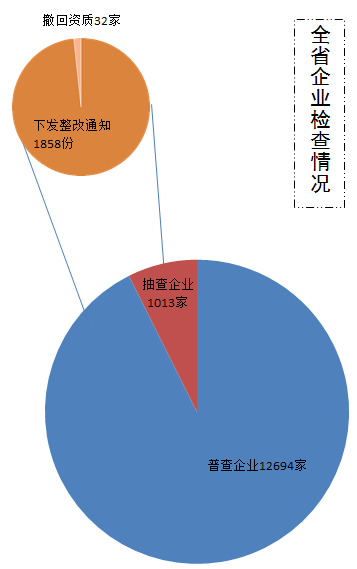 全省企业检查情况
撤回资质32家
下发整改通知
1858份
抽查企业
1013家
普查企业12694家